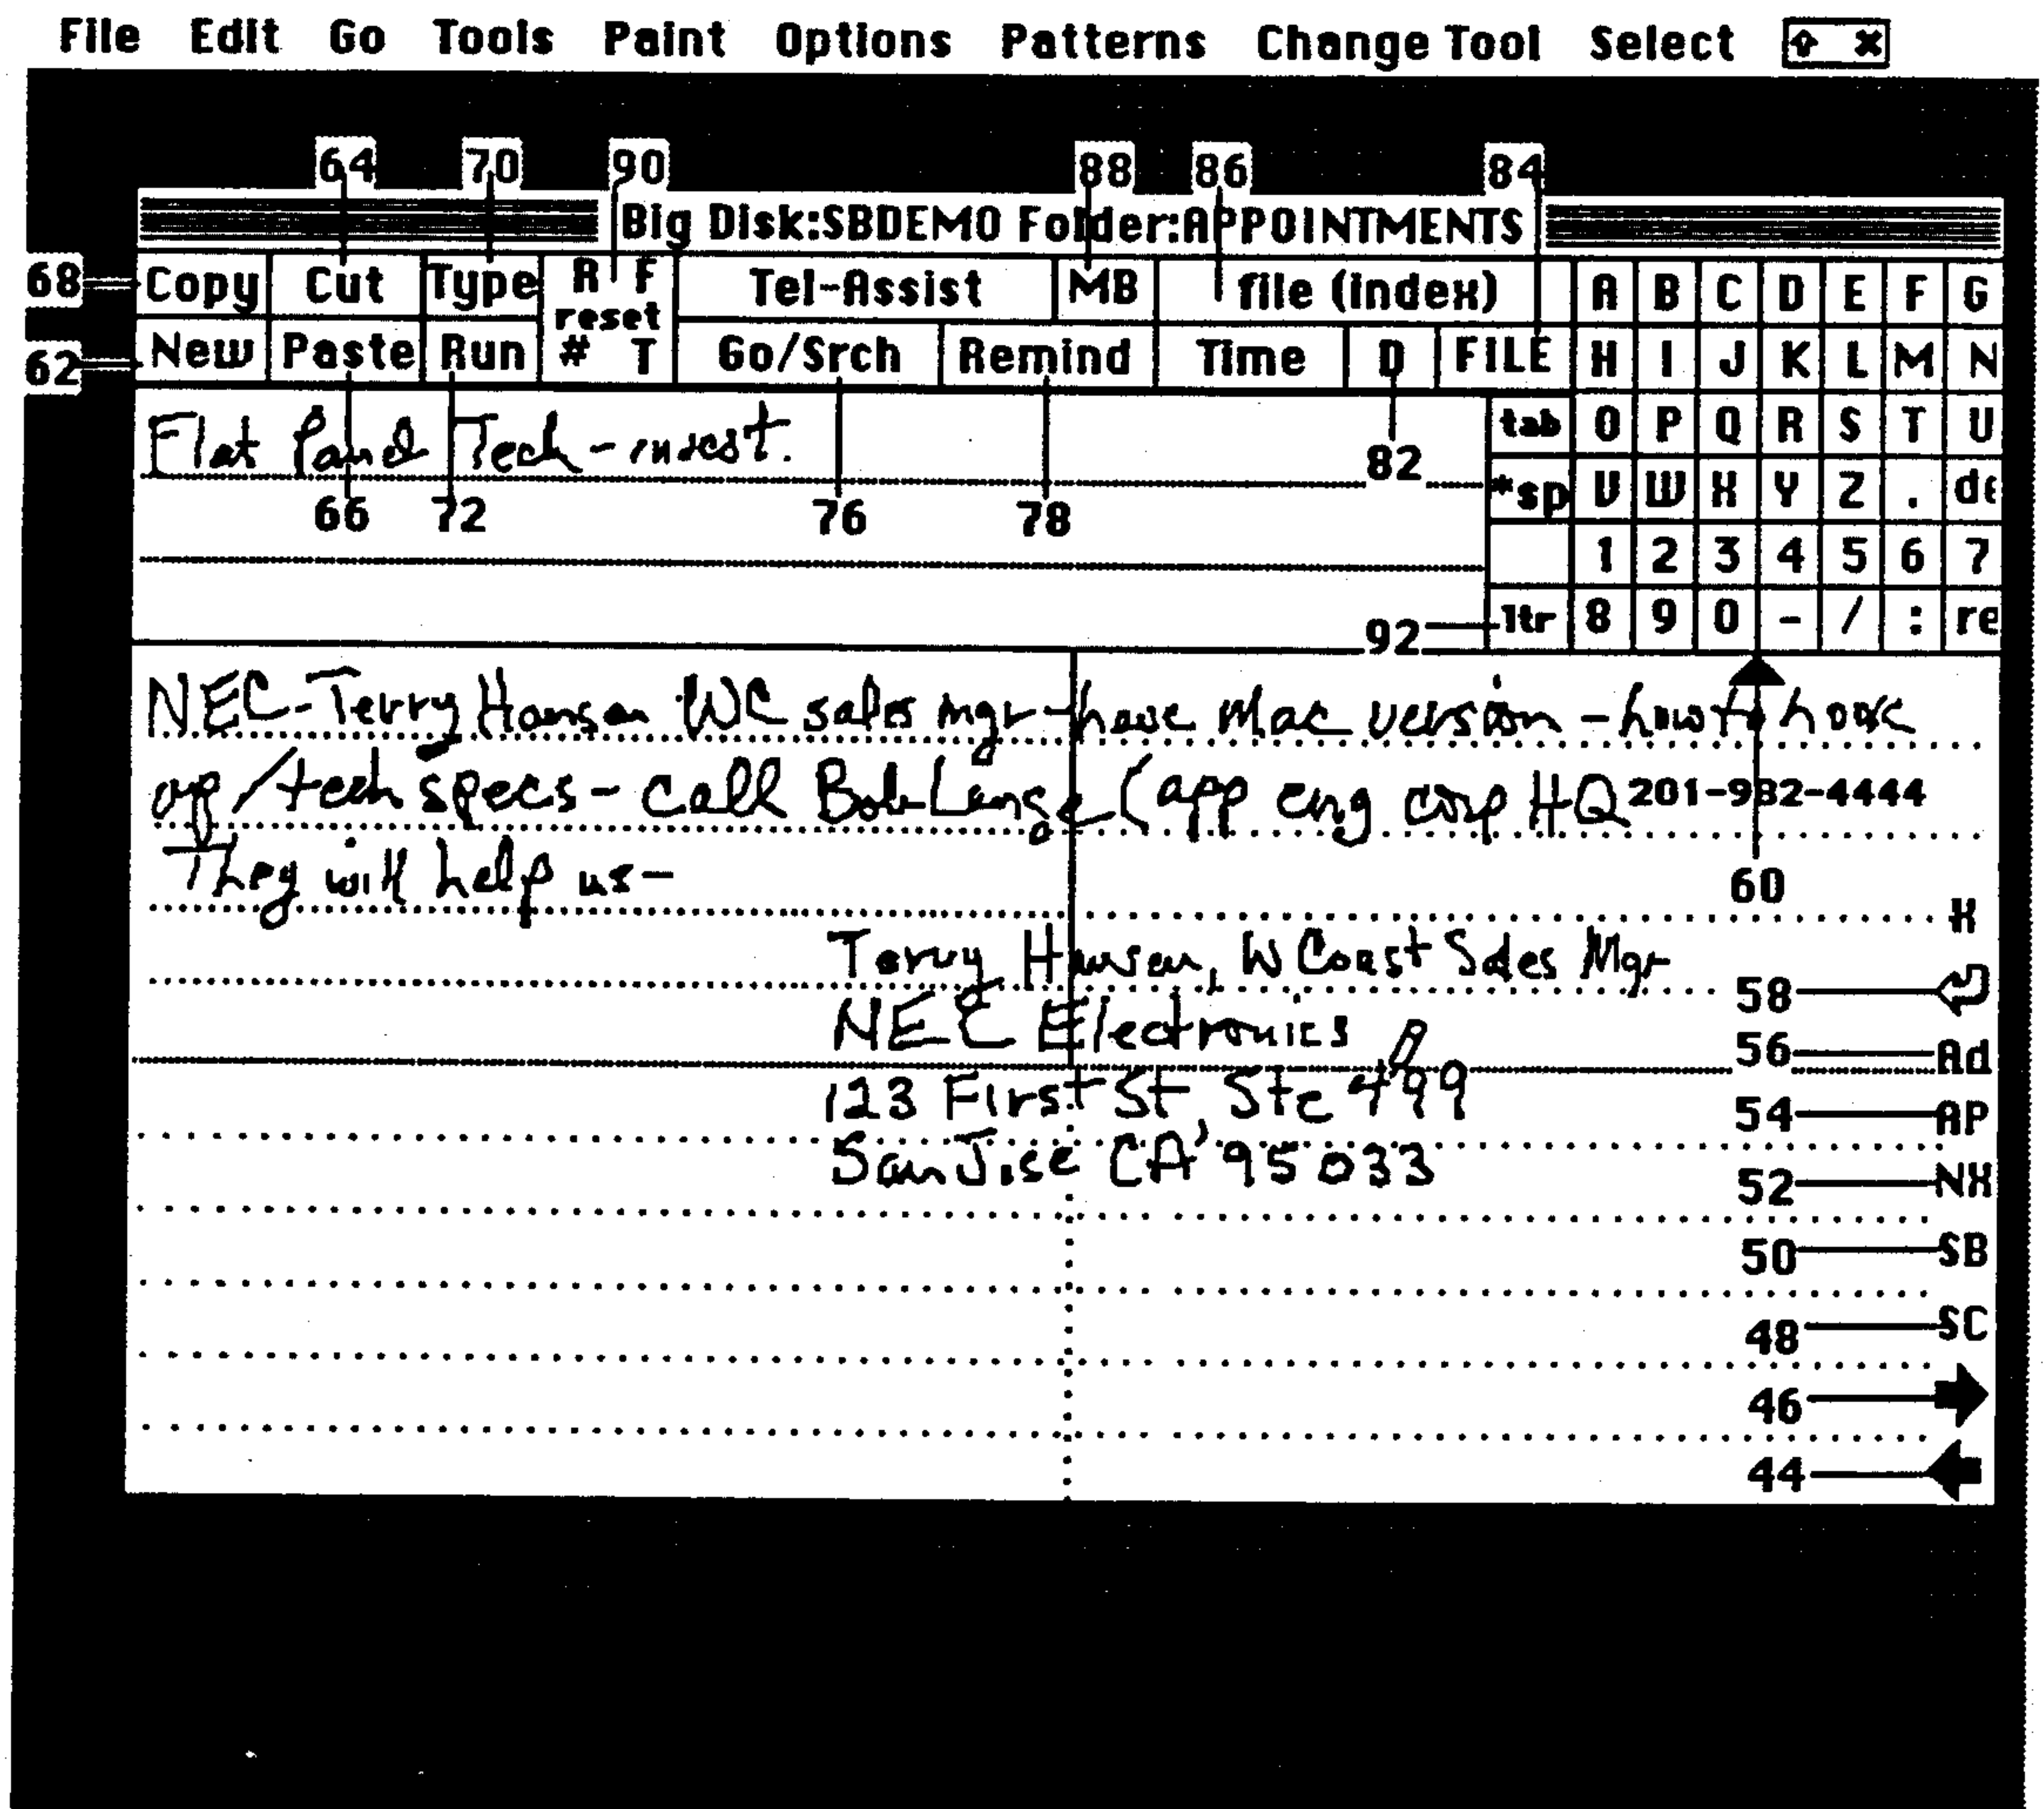 File Edit Go Tools Paint Options Patterns Change Tool Select
64 70 90 88 86 84
Big Disk:SBDEMO Folder:APPOINTMENTS
68 Copy Cut Type R F Tel-Assist MB file (index) A B C D E F G
reset
62 New Paste Run # T Go/Srch Remind Time D FILE H I J K L M N
Flat Tech - invest. tab O P Q R S T U
82
66 72 76 78 *sp V W X Y Z . de
1 2 3 4 5 6 7
92 ltr 8 9 0 - / : re
NEC-Terry Hansen WC sales mgr - have Mac version - how to hook
up /tech specs - call Bob Lange (app eng corp HQ 201-982-4444
They will help us -
60
X
Terry Hansen, W Coast Sales Mgr
58
NEC Electronics
56 Ad
123 First St, Ste 499
54 AP
San Jose CA 95033
52 NX
50 SB
48 SC
46
44